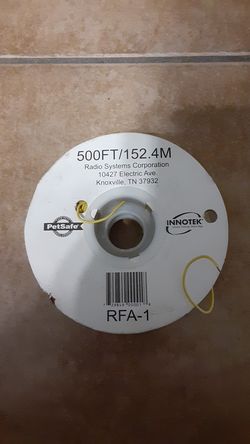 500FT/152.4M
Radio Systems Corporation
10427 Electric Ave.
Knoxville, TN 37932
PetSafe
INNOTEK
RFA-1